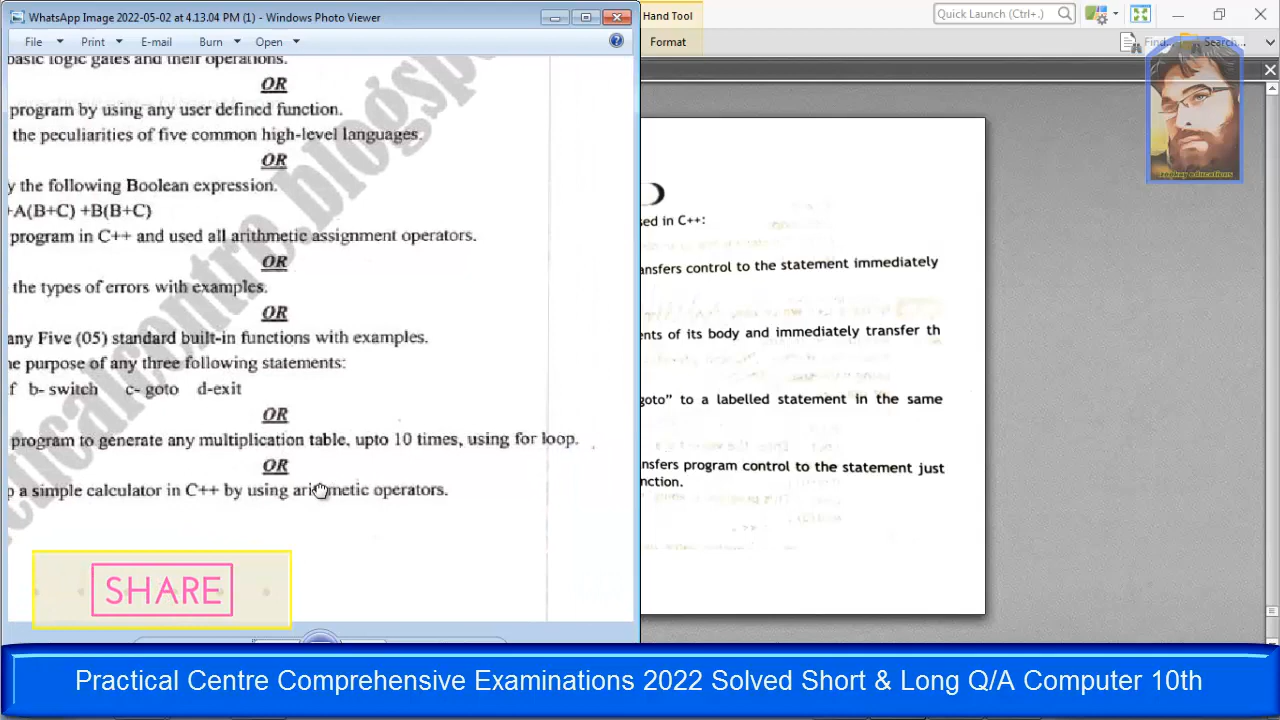 WhatsApp Image 2022-05-02 at 4.13.04 PM (1) - Windows Photo Viewer
File Print E-mail Burn Open
basic logic gates and their operations.
OR
program by using any user defined function.
the peculiarities of five common high-level languages.
OR
y the following Boolean expression.
+A(B+C) +B(B+C)
program in C++ and used all arithmetic assignment operators.
OR
the types of errors with examples.
OR
any Five (05) standard built-in functions with examples.
ne purpose of any three following statements:
f b- switch c- goto d-exit
OR
program to generate any multiplication table, upto 10 times, using for loop.
OR
p a simple calculator in C++ by using arithmetic operators.
SHARE
Hand Tool
Format
Quick Launch (Ctrl+.)
Find...
Search...
sed in C++:
ansfers control to the statement immediately
ents of its body and immediately transfer th
goto" to a labelled statement in the same
nsfers program control to the statement just
nction.
Practical Centre Comprehensive Examinations 2022 Solved Short & Long Q/A Computer 10th